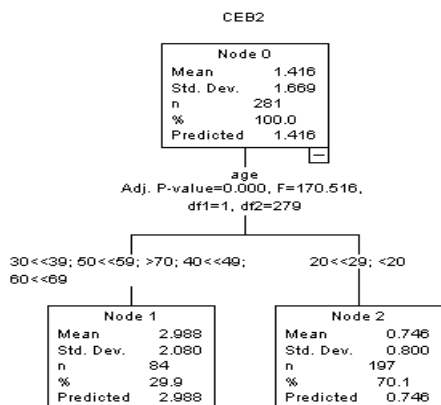 CEB2
Node 0
Mean 1.416
Std. Dev. 1.669
n 281
% 100.0
Predicted 1.416
age
Adj. P-value=0.000, F=170.516,
df1=1, df2=279
30<<39; 50<<59; >70; 40<<49;
60<<69
20<<29; <20
Node 1
Mean 2.988
Std. Dev. 2.080
n 84
% 29.9
Predicted 2.988
Node 2
Mean 0.746
Std. Dev. 0.800
n 197
% 70.1
Predicted 0.746